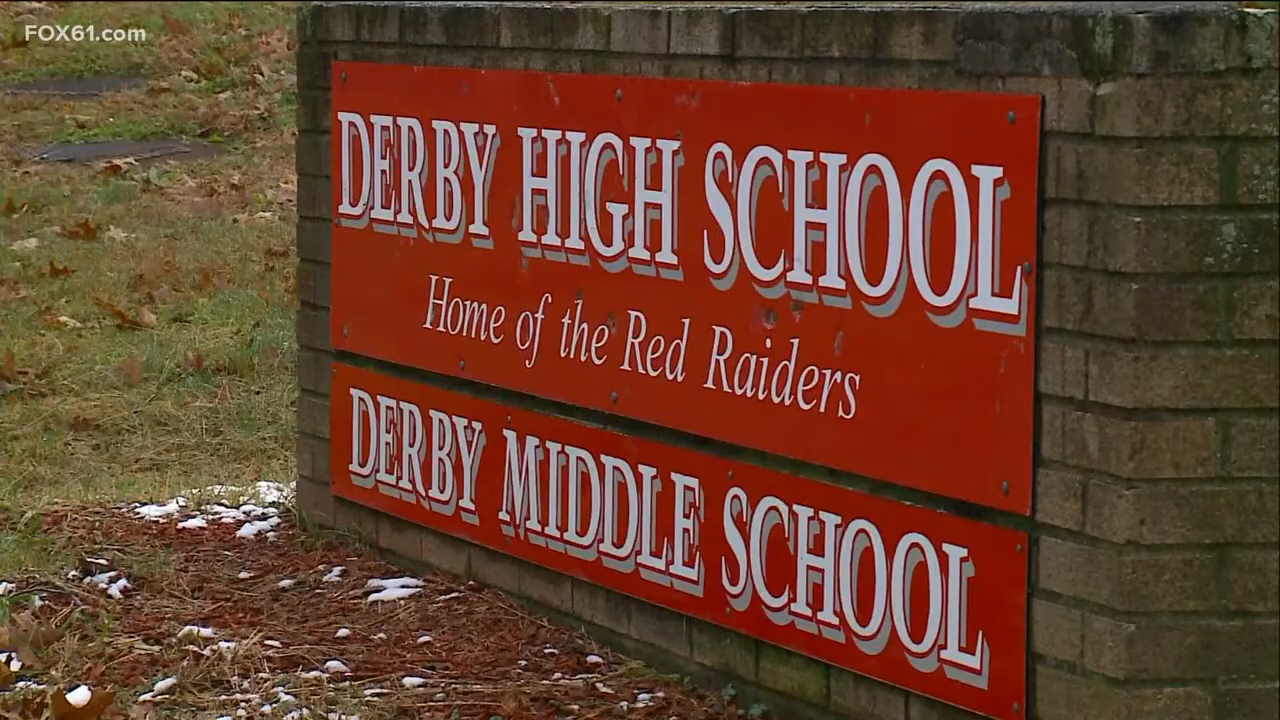 FOX61.com
DERBY HIGH SCHOOL
Home of the Red Raiders
DERBY MIDDLE SCHOOL